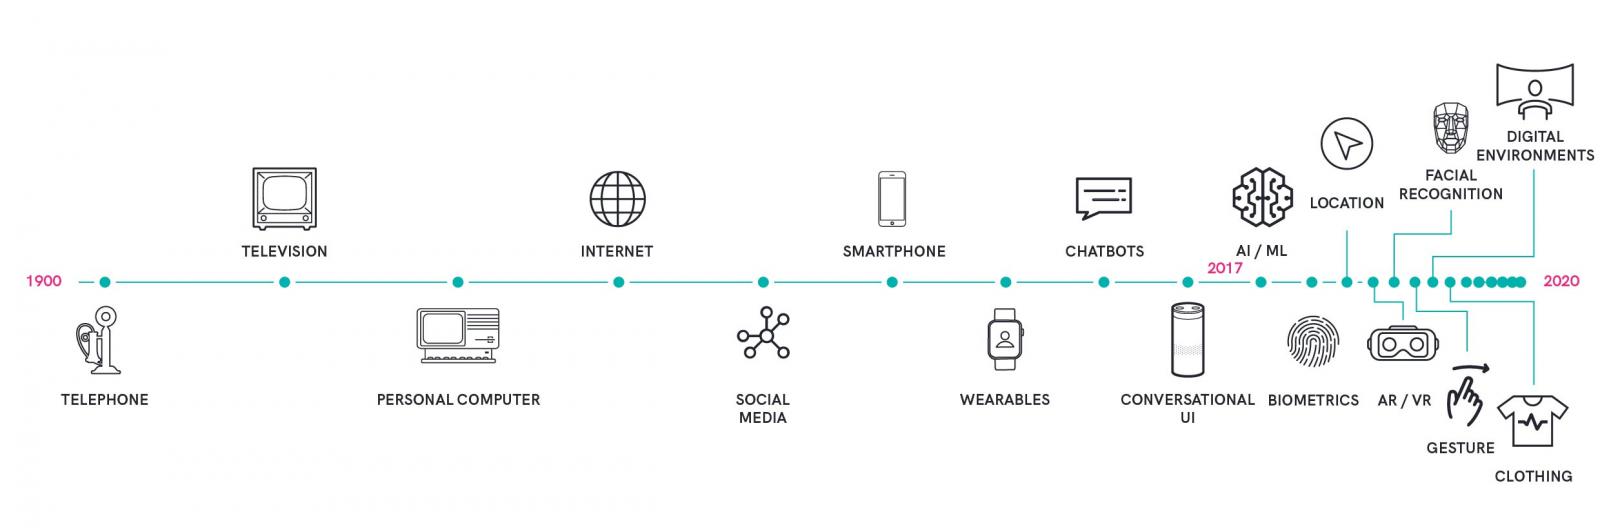 DIGITAL
ENVIRONMENTS
FACIAL
RECOGNITION
LOCATION
TELEVISION
INTERNET
SMARTPHONE
CHATBOTS
AI / ML
1900
2017
2020
TELEPHONE
PERSONAL COMPUTER
SOCIAL
MEDIA
WEARABLES
CONVERSATIONAL
UI
BIOMETRICS
AR / VR
GESTURE
CLOTHING